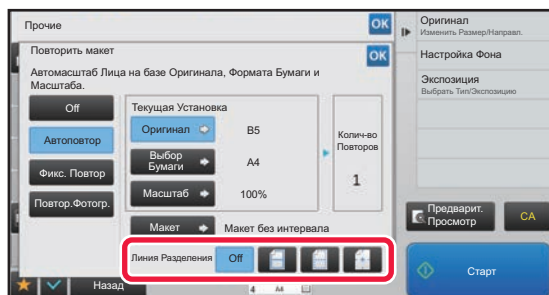 Прочие
OK
Повторить макет
OK
Автомасштаб Лица на базе Оригинала, Формата Бумаги и
Масштаба.
Off
Автоповтор
Фикс. Повтор
Повтор.Фотогр.
Текущая Установка
Оригинал
B5
Выбор
Бумаги
A4
Масштаб
100%
Колич-во
Повторов
1
Макет
Макет без интервала
Линия Разделения
Off
Назад
4
A4
Оригинал
Изменить Размер/Направл.
Настройка Фона
Экспозиция
Выбрать Тип/Экспозицию
Предварит.
Просмотр
CA
Старт